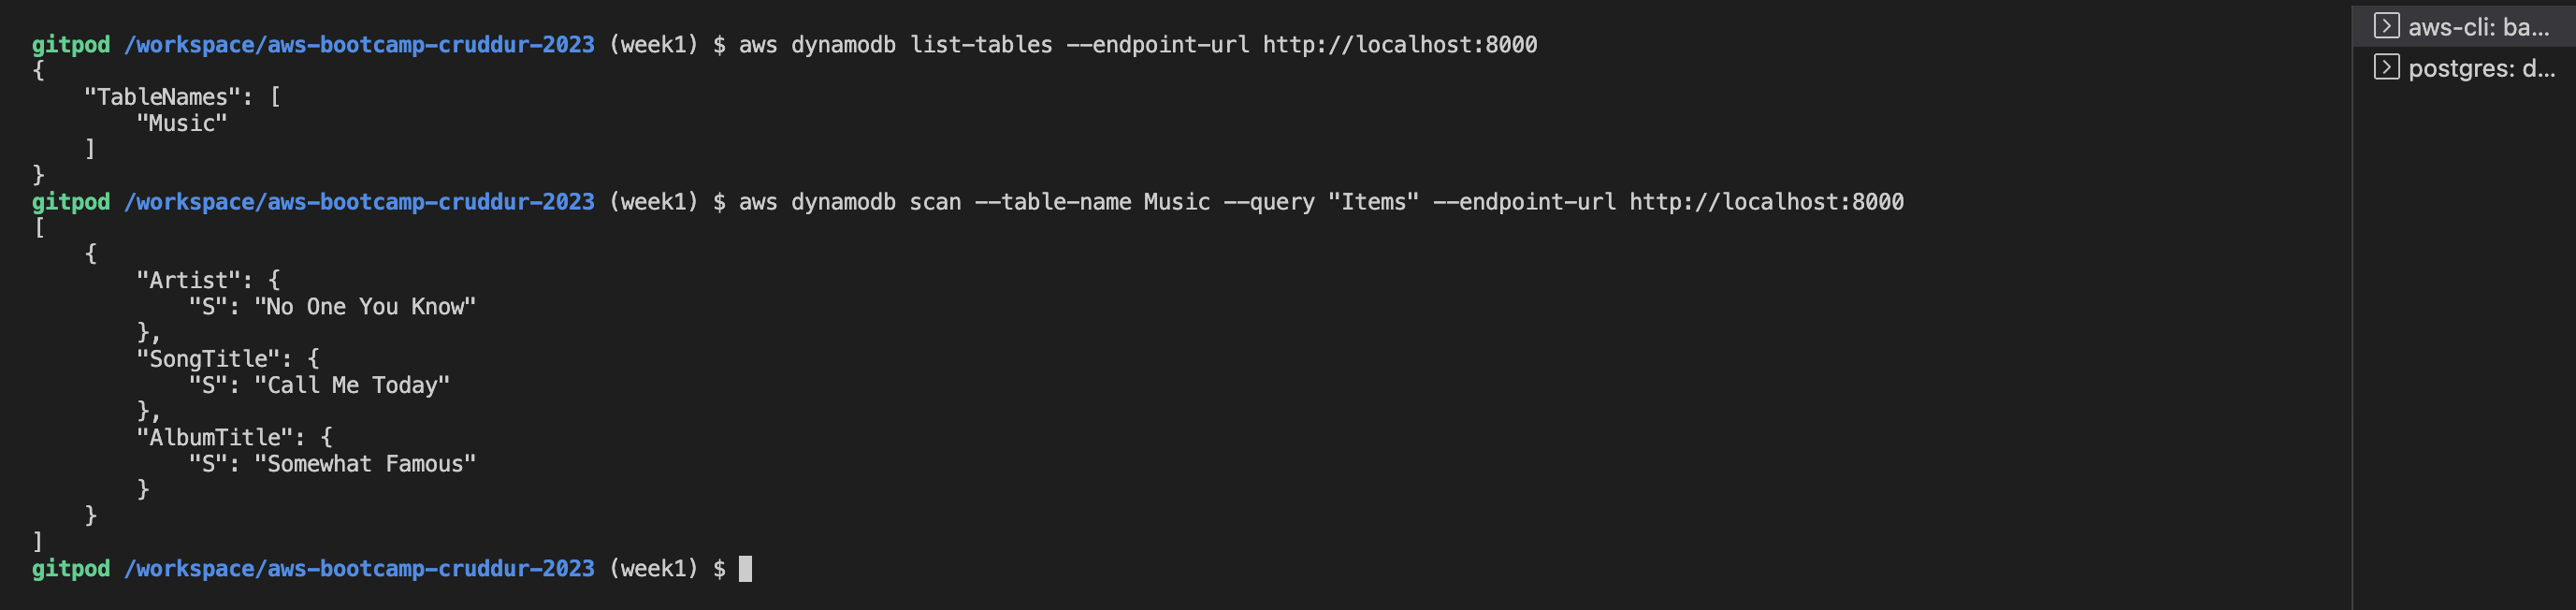 gitpod /workspace/aws-bootcamp-cruddur-2023 (week1) $ aws dynamodb list-tables --endpoint-url http://localhost:8000
{
    "TableNames": [
        "Music"
    ]
}
gitpod /workspace/aws-bootcamp-cruddur-2023 (week1) $ aws dynamodb scan --table-name Music --query "Items" --endpoint-url http://localhost:8000
[
    {
        "Artist": {
            "S": "No One You Know"
        },
        "SongTitle": {
            "S": "Call Me Today"
        },
        "AlbumTitle": {
            "S": "Somewhat Famous"
        }
    }
]
gitpod /workspace/aws-bootcamp-cruddur-2023 (week1) $
aws-cli: ba...
postgres: d...